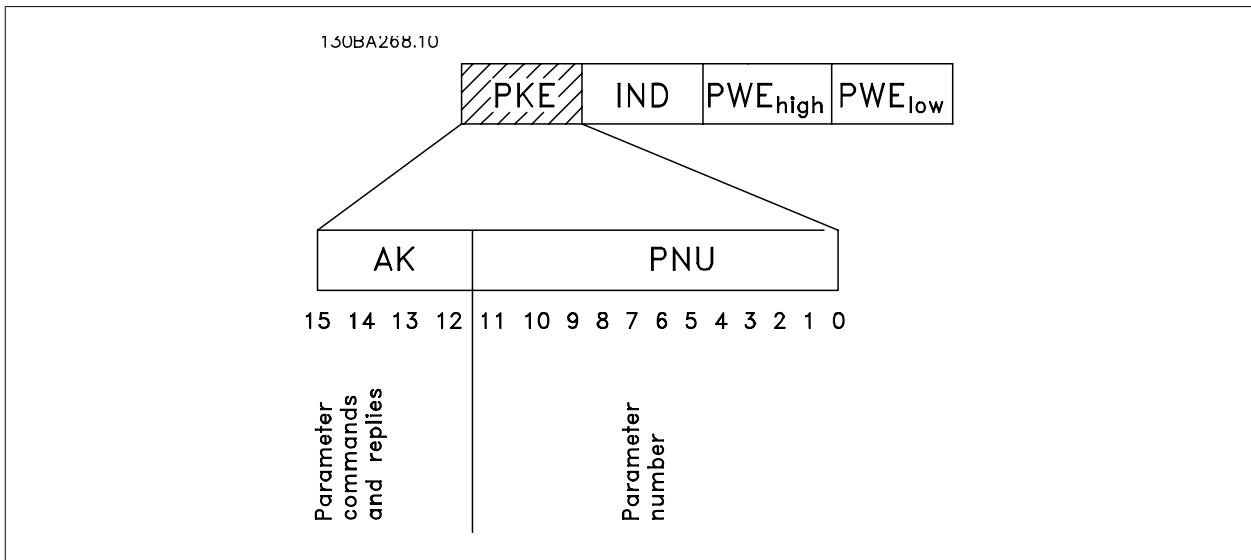 130BA268.10
PKE IND PWEhigh PWElow
AK PNU
15 14 13 12 11 10 9 8 7 6 5 4 3 2 1 0
Parameter
commands
and replies
Parameter
number